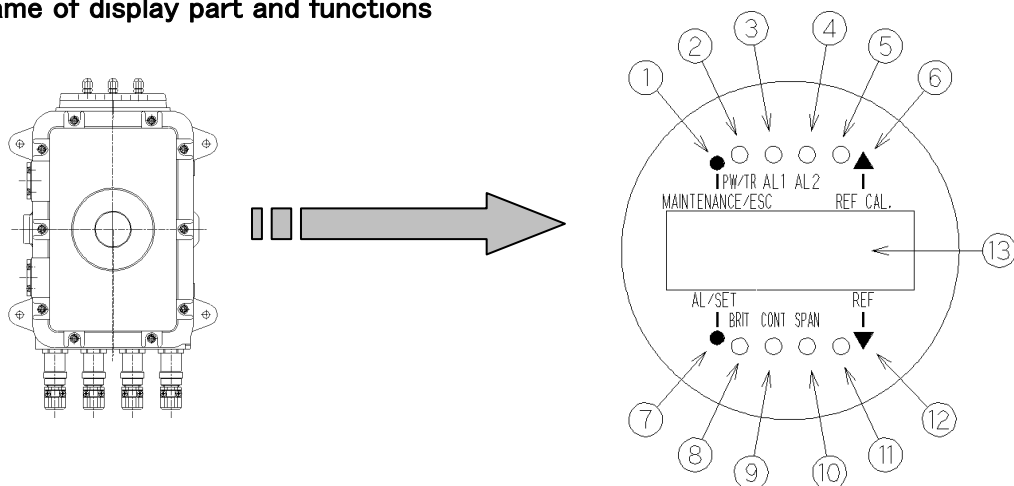 ame of display part and functions
③ ④
② ⑤
① ⑥
PW/TR AL1 AL2
MAINTENANCE/ESC REF CAL.
⑬
AL/SET REF
BRIT CONT SPAN
⑦ ⑫
⑧ ⑪
⑨ ⑩